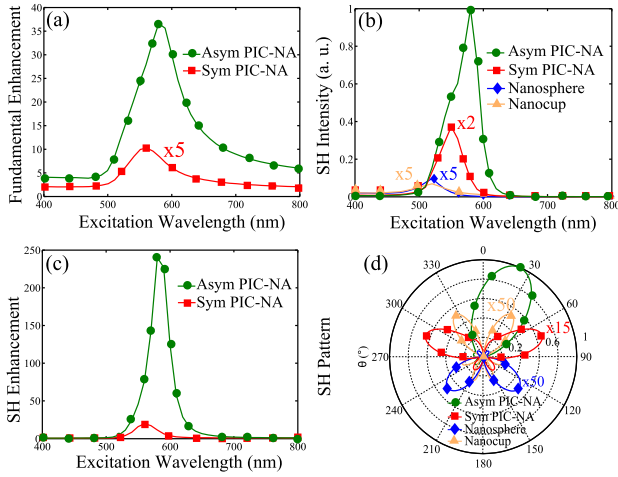 (a)
Fundamental Enhancement
40
35
30
25
20
15
10
5
0
Asym PIC-NA
Sym PIC-NA
x5
400 500 600 700 800
Excitation Wavelength (nm)
(b)
SH Intensity (a. u.)
1
0.8
0.6
0.4
0.2
0
Asym PIC-NA
Sym PIC-NA
Nanosphere
Nanocup
x2
x5
x5
400 500 600 700 800
Excitation Wavelength (nm)
(c)
SH Enhancement
250
200
150
100
50
0
Asym PIC-NA
Sym PIC-NA
400 500 600 700 800
Excitation Wavelength (nm)
(d)
SH Pattern
θ (°)
0
330 30
300 60
x50
x15
0.2 0.6 1
270 90
x50
240 120
210 150
180
Asym PIC-NA
Sym PIC-NA
Nanosphere
Nanocup